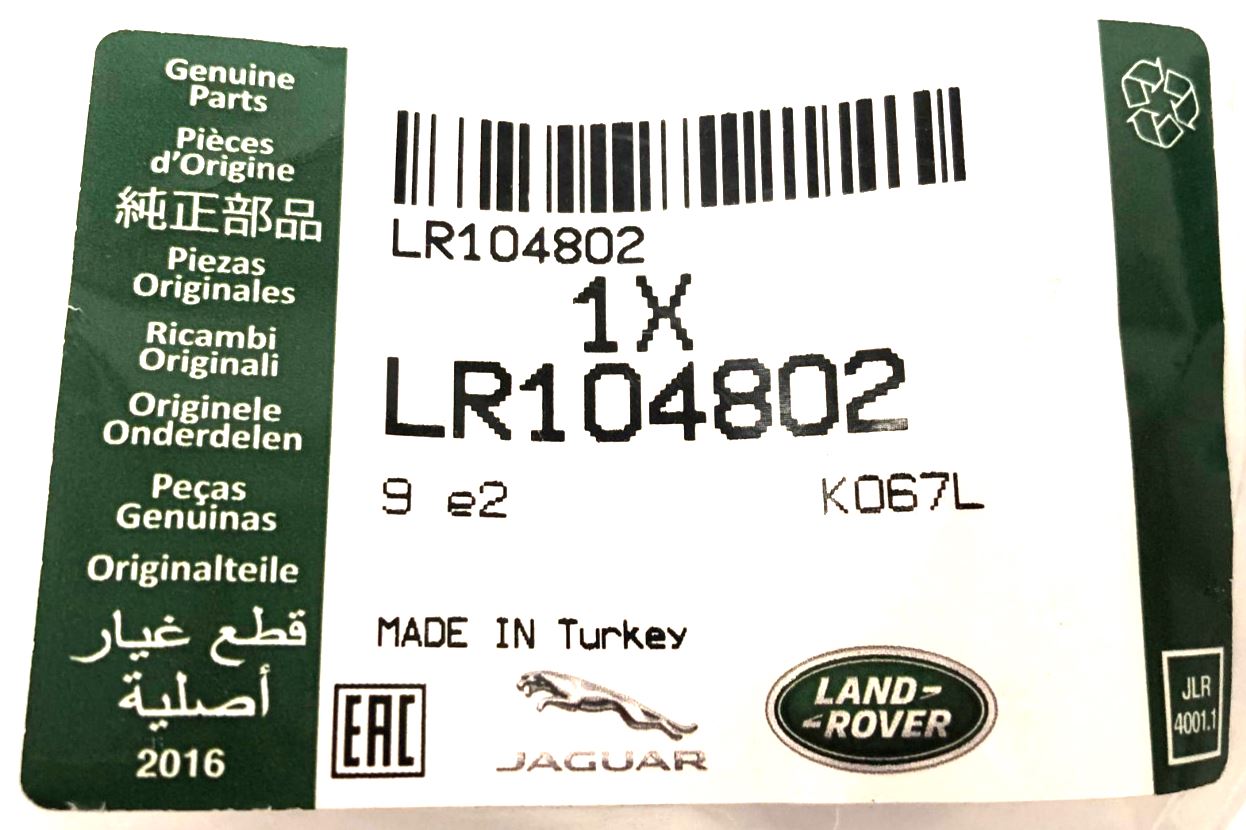 Genuine
Parts
Pièces
d'Origine
純正部品
Piezas
Originales
Ricambi
Originali
Originele
Onderdelen
Peças
Genuinas
Originalteile
قطع غيار
أصلية
2016
LR104802
1X
LR104802
9 e2 K067L
MADE IN Turkey
EAC
JAGUAR
LAND-
-ROVER
JLR
4001.1